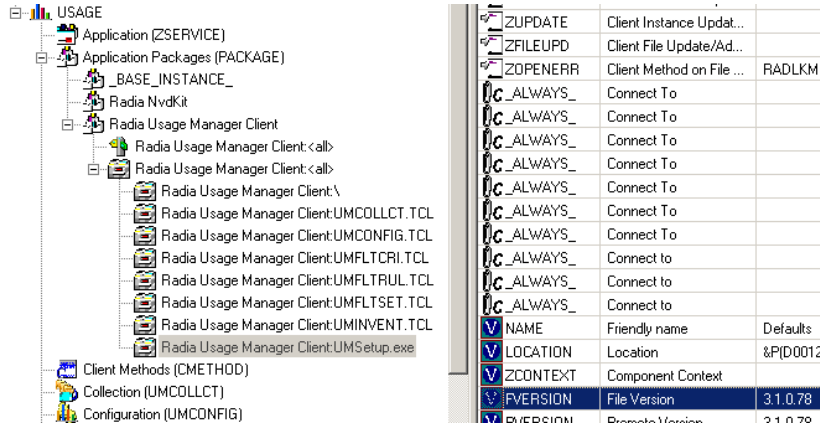 USAGE
Application (ZSERVICE)
Application Packages (PACKAGE)
_BASE_INSTANCE_
Radia NvdKit
Radia Usage Manager Client
Radia Usage Manager Client:<all>
Radia Usage Manager Client:<all>
Radia Usage Manager Client:\
Radia Usage Manager Client:UMCOLLCT.TCL
Radia Usage Manager Client:UMCONFIG.TCL
Radia Usage Manager Client:UMFLTCRI.TCL
Radia Usage Manager Client:UMFLTRUL.TCL
Radia Usage Manager Client:UMFLTSET.TCL
Radia Usage Manager Client:UMINVENT.TCL
Radia Usage Manager Client:UMSetup.exe
Client Methods (CMETHOD)
Collection (UMCOLLCT)
Configuration (UMCONFIG)
ZUPDATE Client Instance Updat...
ZFILEUPD Client File Update/Ad...
ZOPENERR Client Method on File ... RADLKM
C _ALWAYS_ Connect To
C _ALWAYS_ Connect To
C _ALWAYS_ Connect To
C _ALWAYS_ Connect To
C _ALWAYS_ Connect To
C _ALWAYS_ Connect To
C _ALWAYS_ Connect To
C _ALWAYS_ Connect to
C _ALWAYS_ Connect to
C _ALWAYS_ Connect to
V NAME Friendly name Defaults
V LOCATION Location &P(D0012
V ZCONTEXT Component Context
V FVERSION File Version 3.1.0.78
V RVERSION Promote Version 3.1.0.78